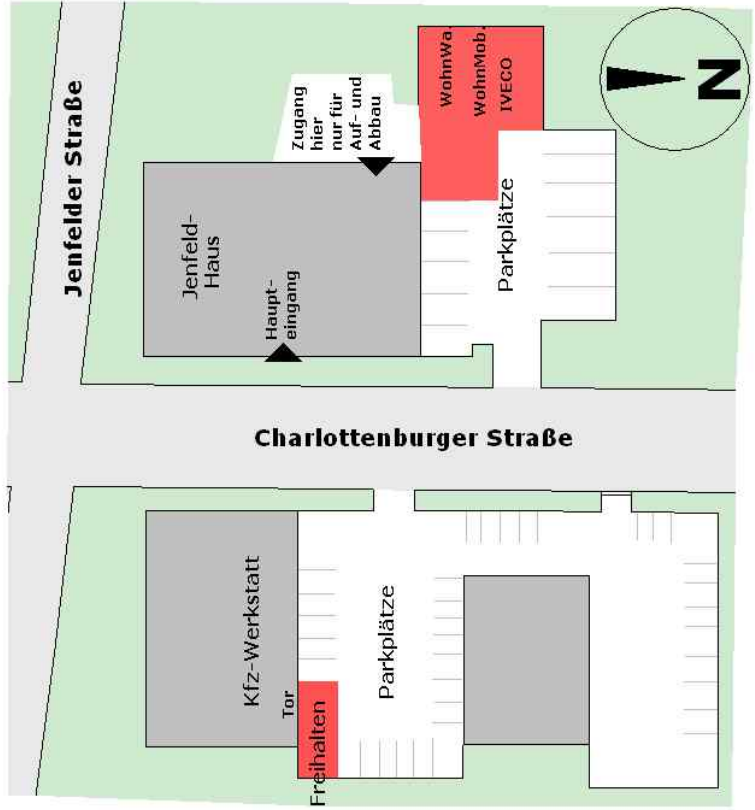 Jenfelder Straße
Zugang
hier
nur für
Auf- und
Abbau
WohnWa.
WohnMob.
IVECO
N
Jenfeld-
Haus
Haupt-
eingang
Parkplätze
Charlottenburger Straße
Kfz-Werkstatt
Tor
Freihalten
Parkplätze